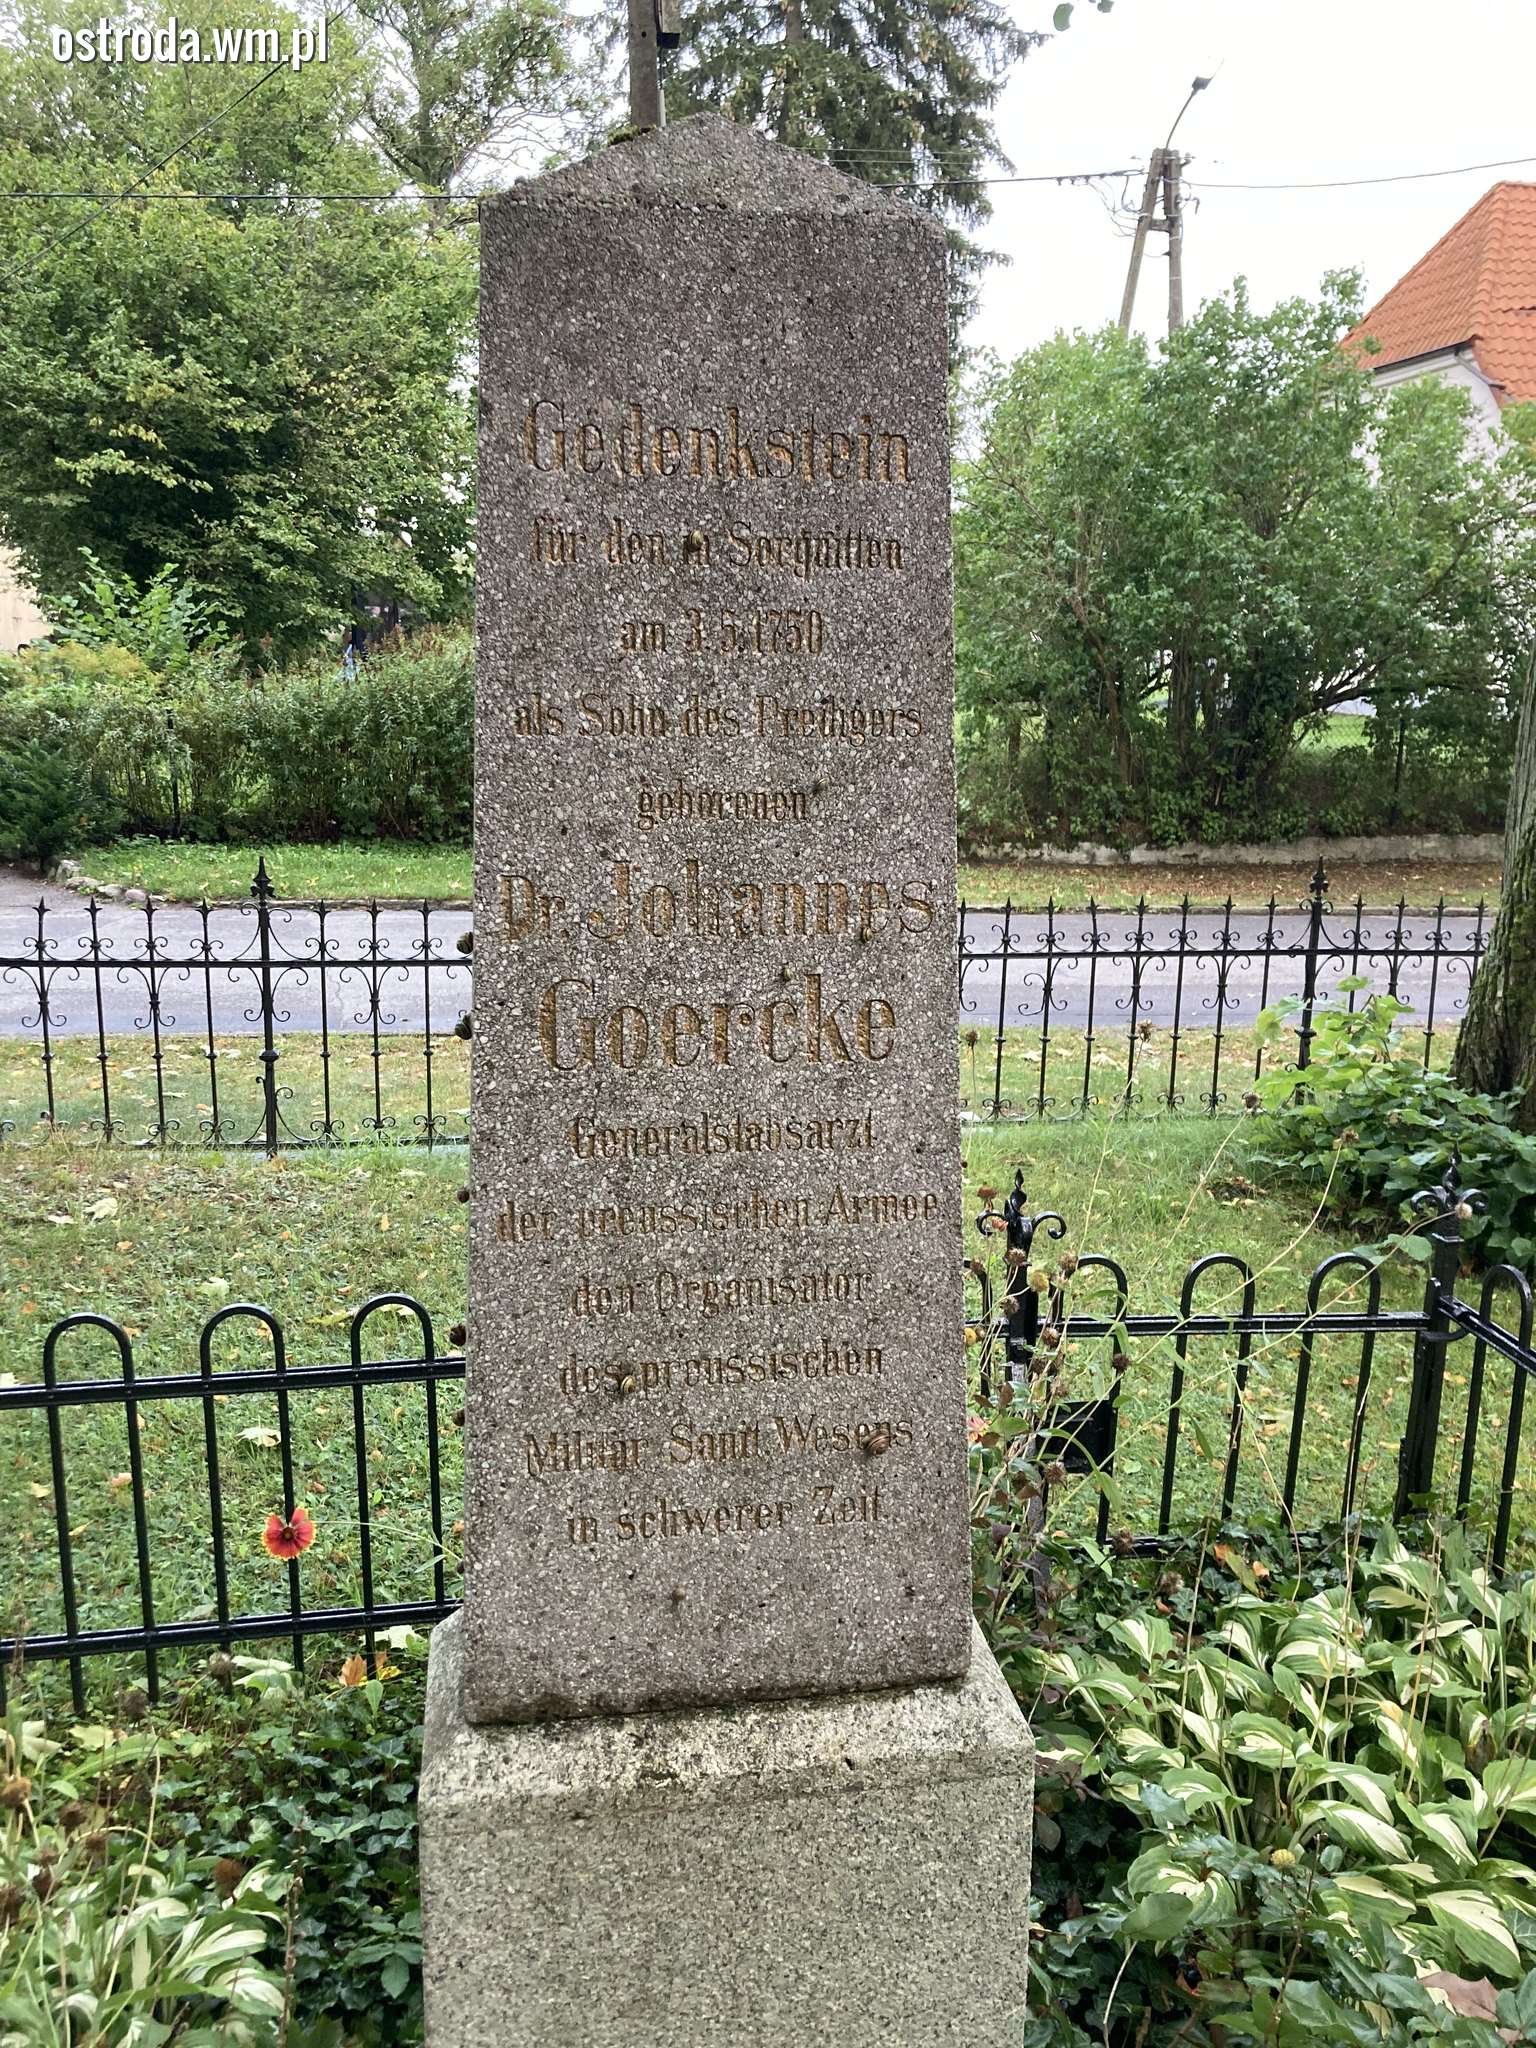 ostroda.wm.pl
Gedenkstein
für den in Sorquitten
am 3.5.1750
als Sohn des Predigers
geborenen
Dr. Johannes
Goercke
Generalstabsarzt
der preussischen Armee
den Organisator
des preussischen
Militär Sanit. Wesens
in schwerer Zeit.